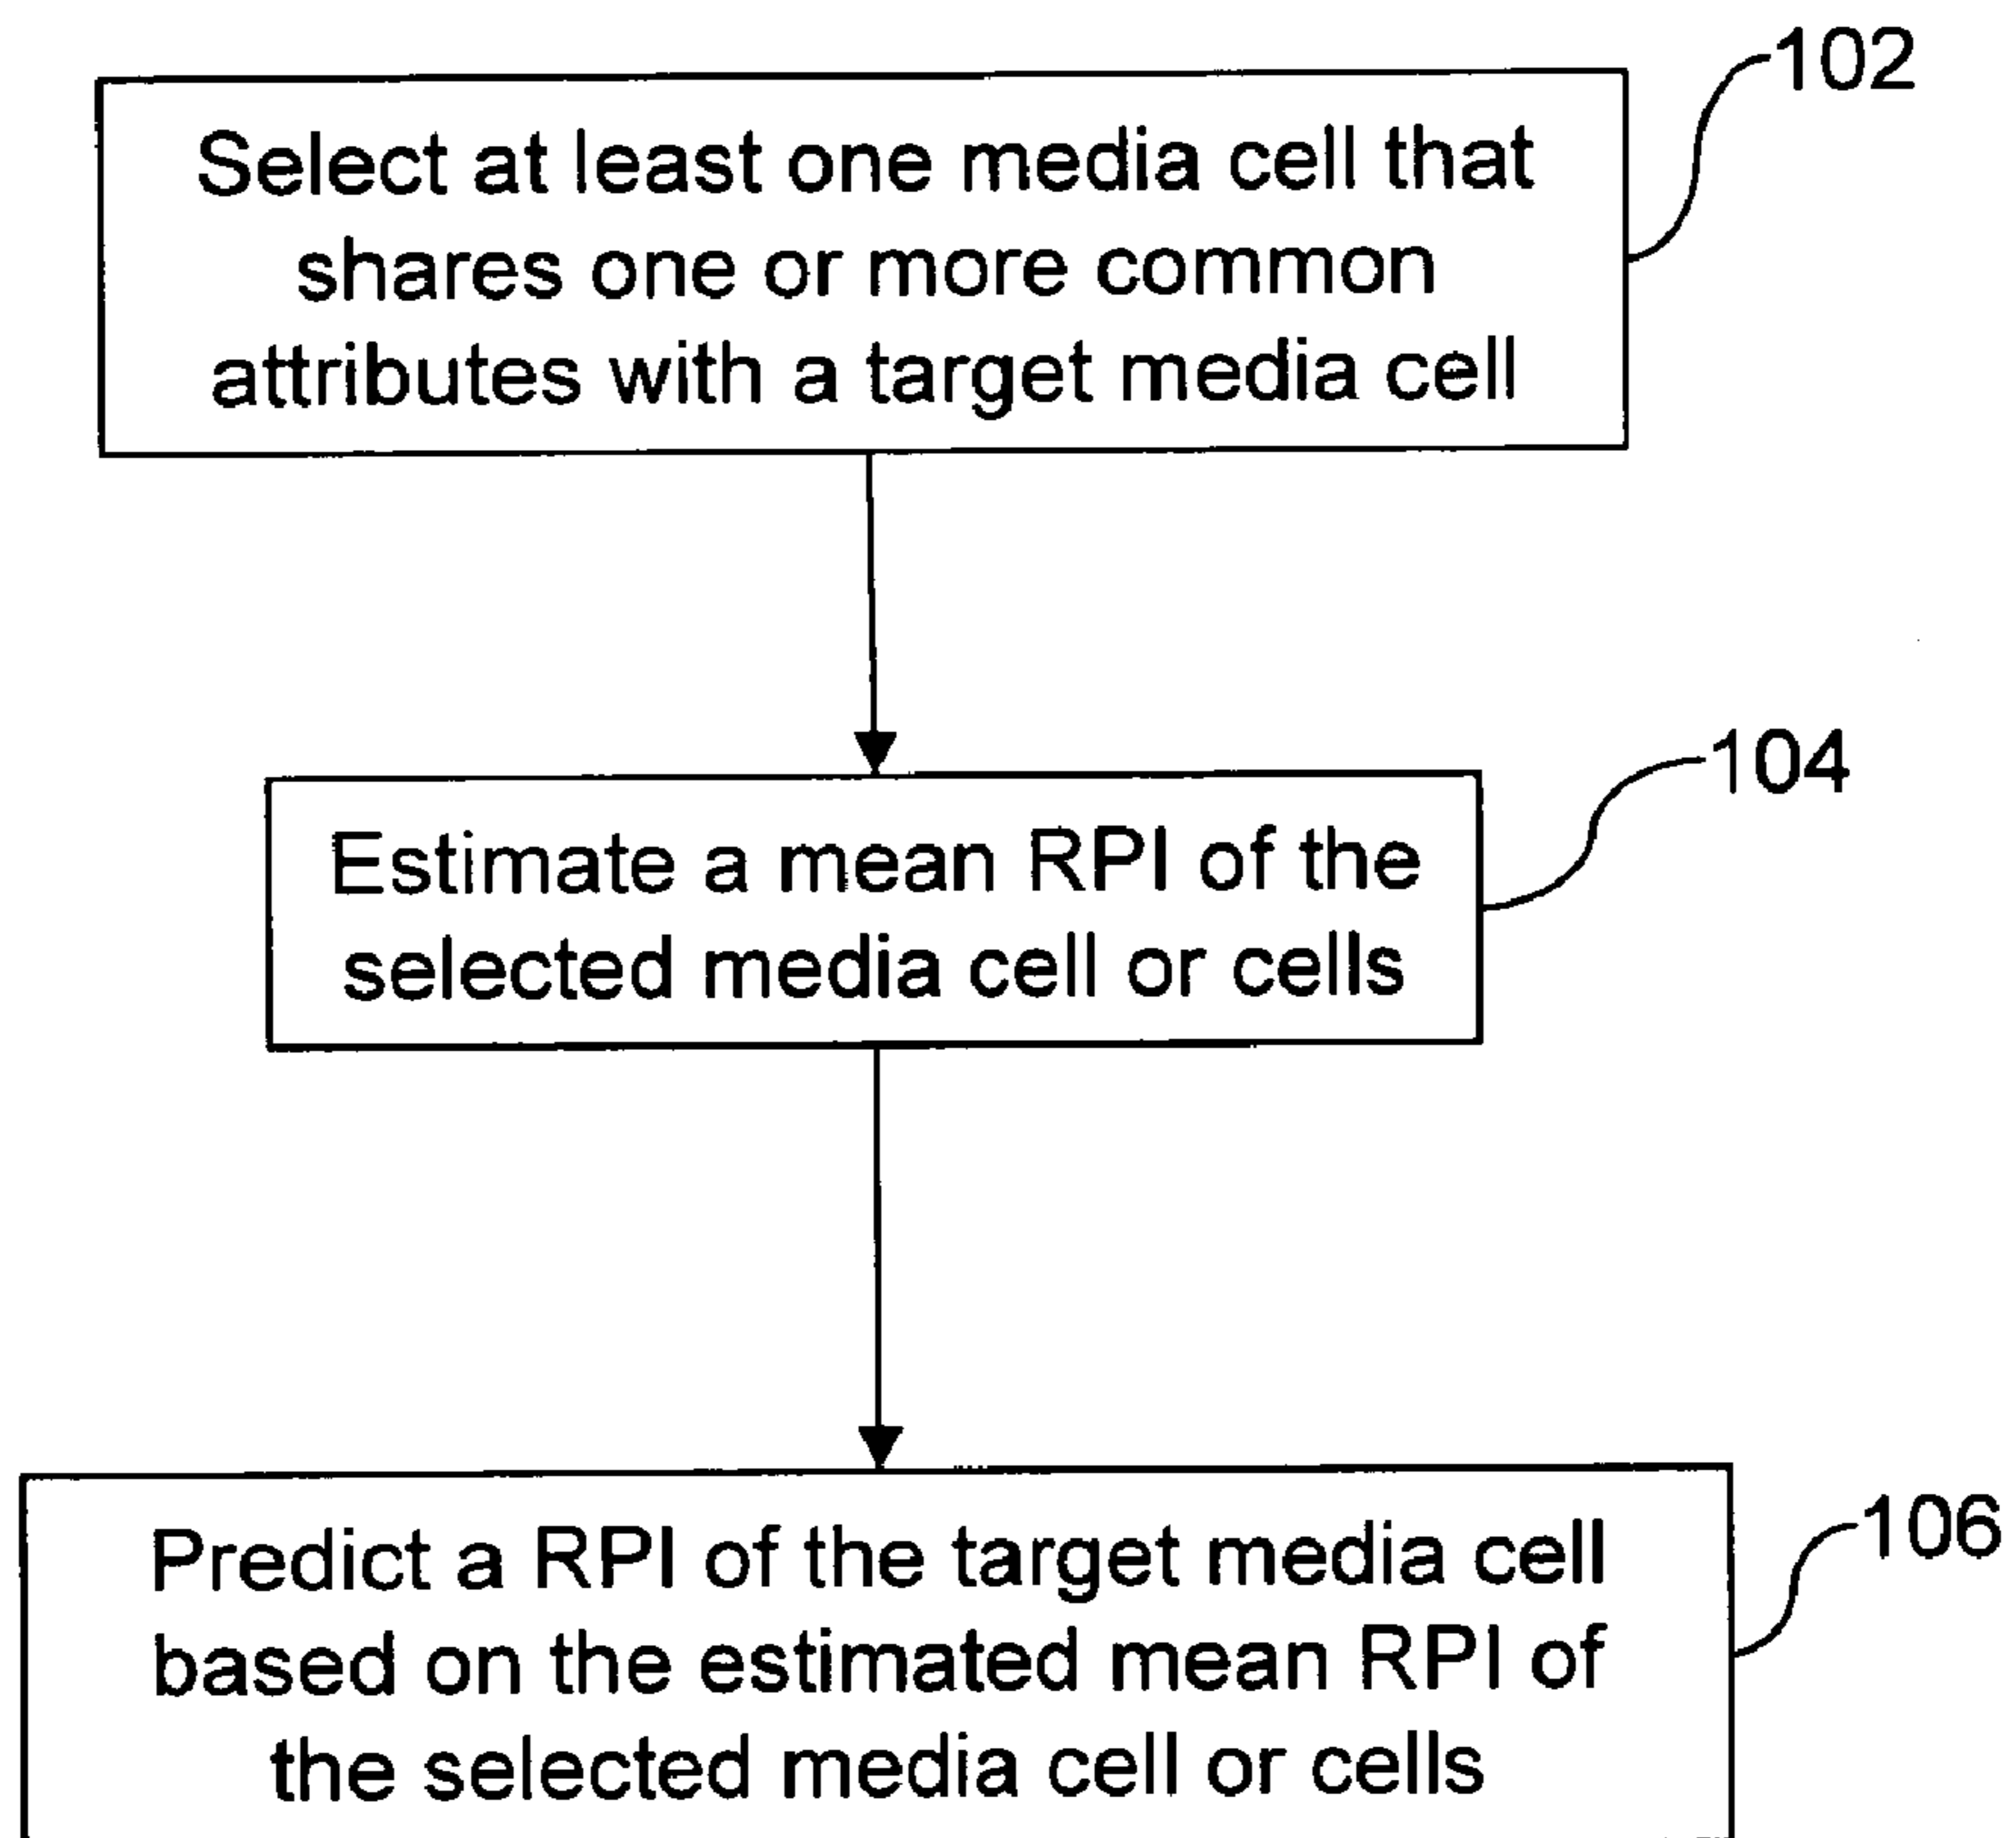 102
Select at least one media cell that
shares one or more common
attributes with a target media cell
104
Estimate a mean RPI of the
selected media cell or cells
106
Predict a RPI of the target media cell
based on the estimated mean RPI of
the selected media cell or cells